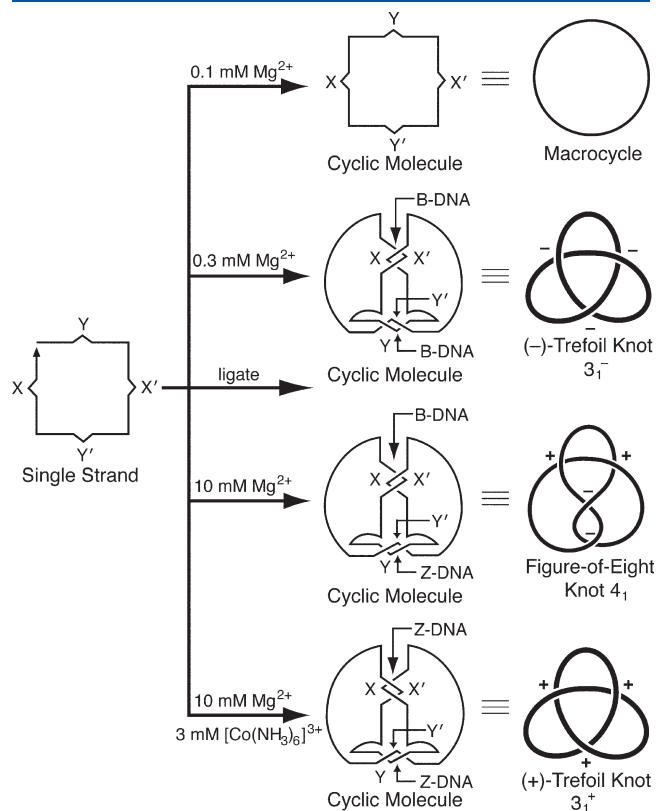 Y
0.1 mM Mg²⁺
X X′
Y′
Cyclic Molecule
Macrocycle
B-DNA
0.3 mM Mg²⁺
X X′
Y′
Y
B-DNA
Cyclic Molecule
– –
–
(–)-Trefoil Knot
3₁⁻
Y
X X′
Y′
Single Strand
ligate
B-DNA
10 mM Mg²⁺
X X′
Y′
Y
Z-DNA
Cyclic Molecule
+ +
–
–
Figure-of-Eight
Knot 4₁
Z-DNA
10 mM Mg²⁺
3 mM [Co(NH₃)₆]³⁺
X X′
Y′
Y
Z-DNA
Cyclic Molecule
+ +
+
(+)-Trefoil Knot
3₁⁺